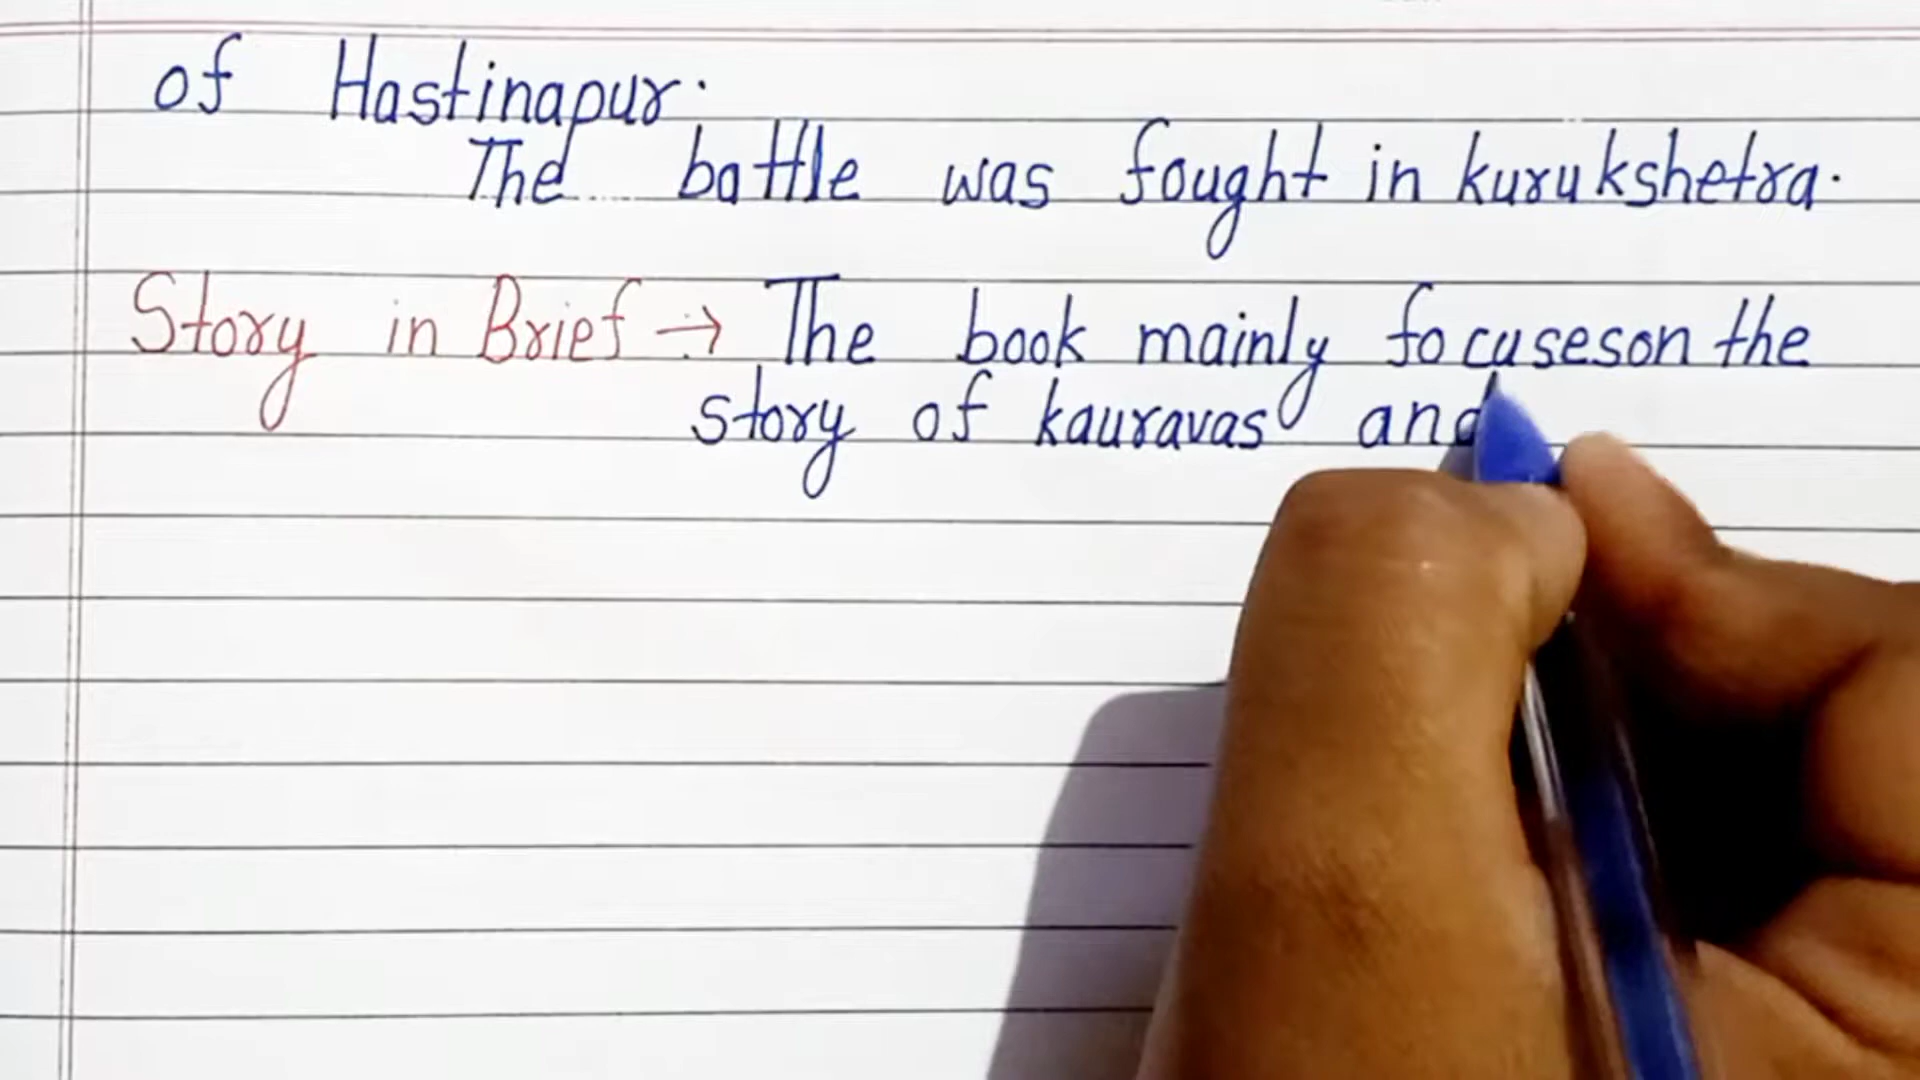 of Hastinapur.
The battle was fought in kurukshetra.
Story in Brief → The book mainly focuseson the
story of kauravas and